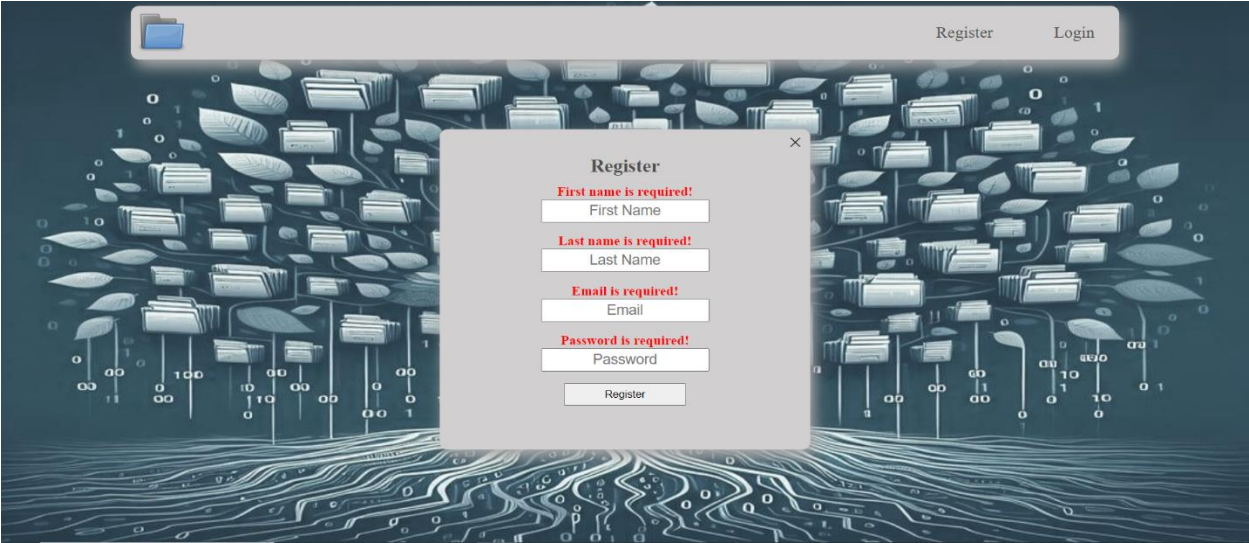 Register
Login
Register
First name is required!
First Name
Last name is required!
Last Name
Email is required!
Email
Password is required!
Password
Register